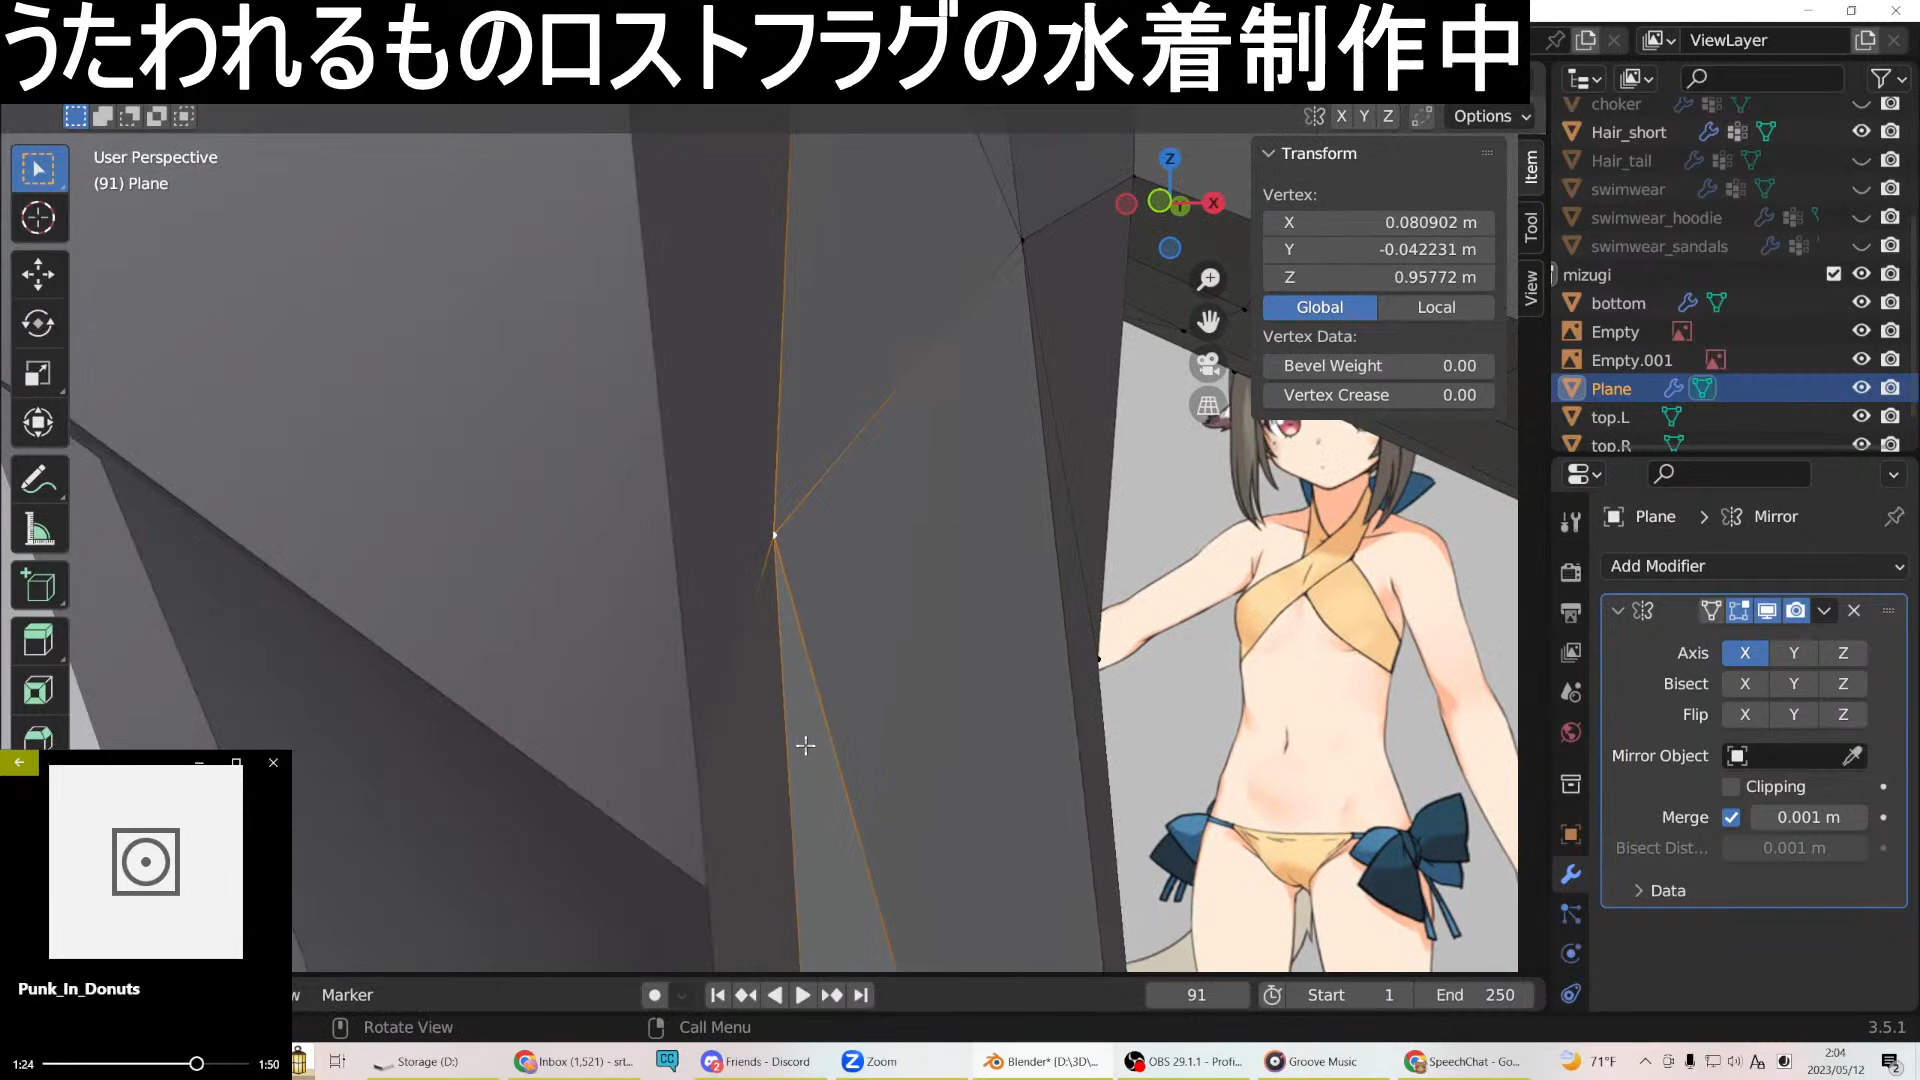 うたわれるものロストフラグの水着制作中
X Y Z
Options
ViewLayer
User Perspective
(91) Plane
Z
X
Transform
Vertex:
X 0.080902 m
Y -0.042231 m
Z 0.95772 m
Global Local
Vertex Data:
Bevel Weight 0.00
Vertex Crease 0.00
Item
Tool
View
choker
Hair_short
Hair_tail
swimwear
swimwear_hoodie
swimwear_sandals
mizugi
bottom
Empty
Empty.001
Plane
top.L
top.R
Plane > Mirror
Add Modifier
Axis X Y Z
Bisect X Y Z
Flip X Y Z
Mirror Object
Clipping
Merge 0.001 m
Bisect Dist... 0.001 m
Data
Punk_In_Donuts
1:24
1:50
Marker
91
Start 1
End 250
Rotate View
Call Menu
3.5.1
Storage (D:)
Inbox (1,521) - srt...
CC
2
Friends - Discord
Z
Zoom
Blender* [D:\3D\...
OBS 29.1.1 - Profi...
Groove Music
SpeechChat - Go...
71°F
A
2:04
2023/05/12
2